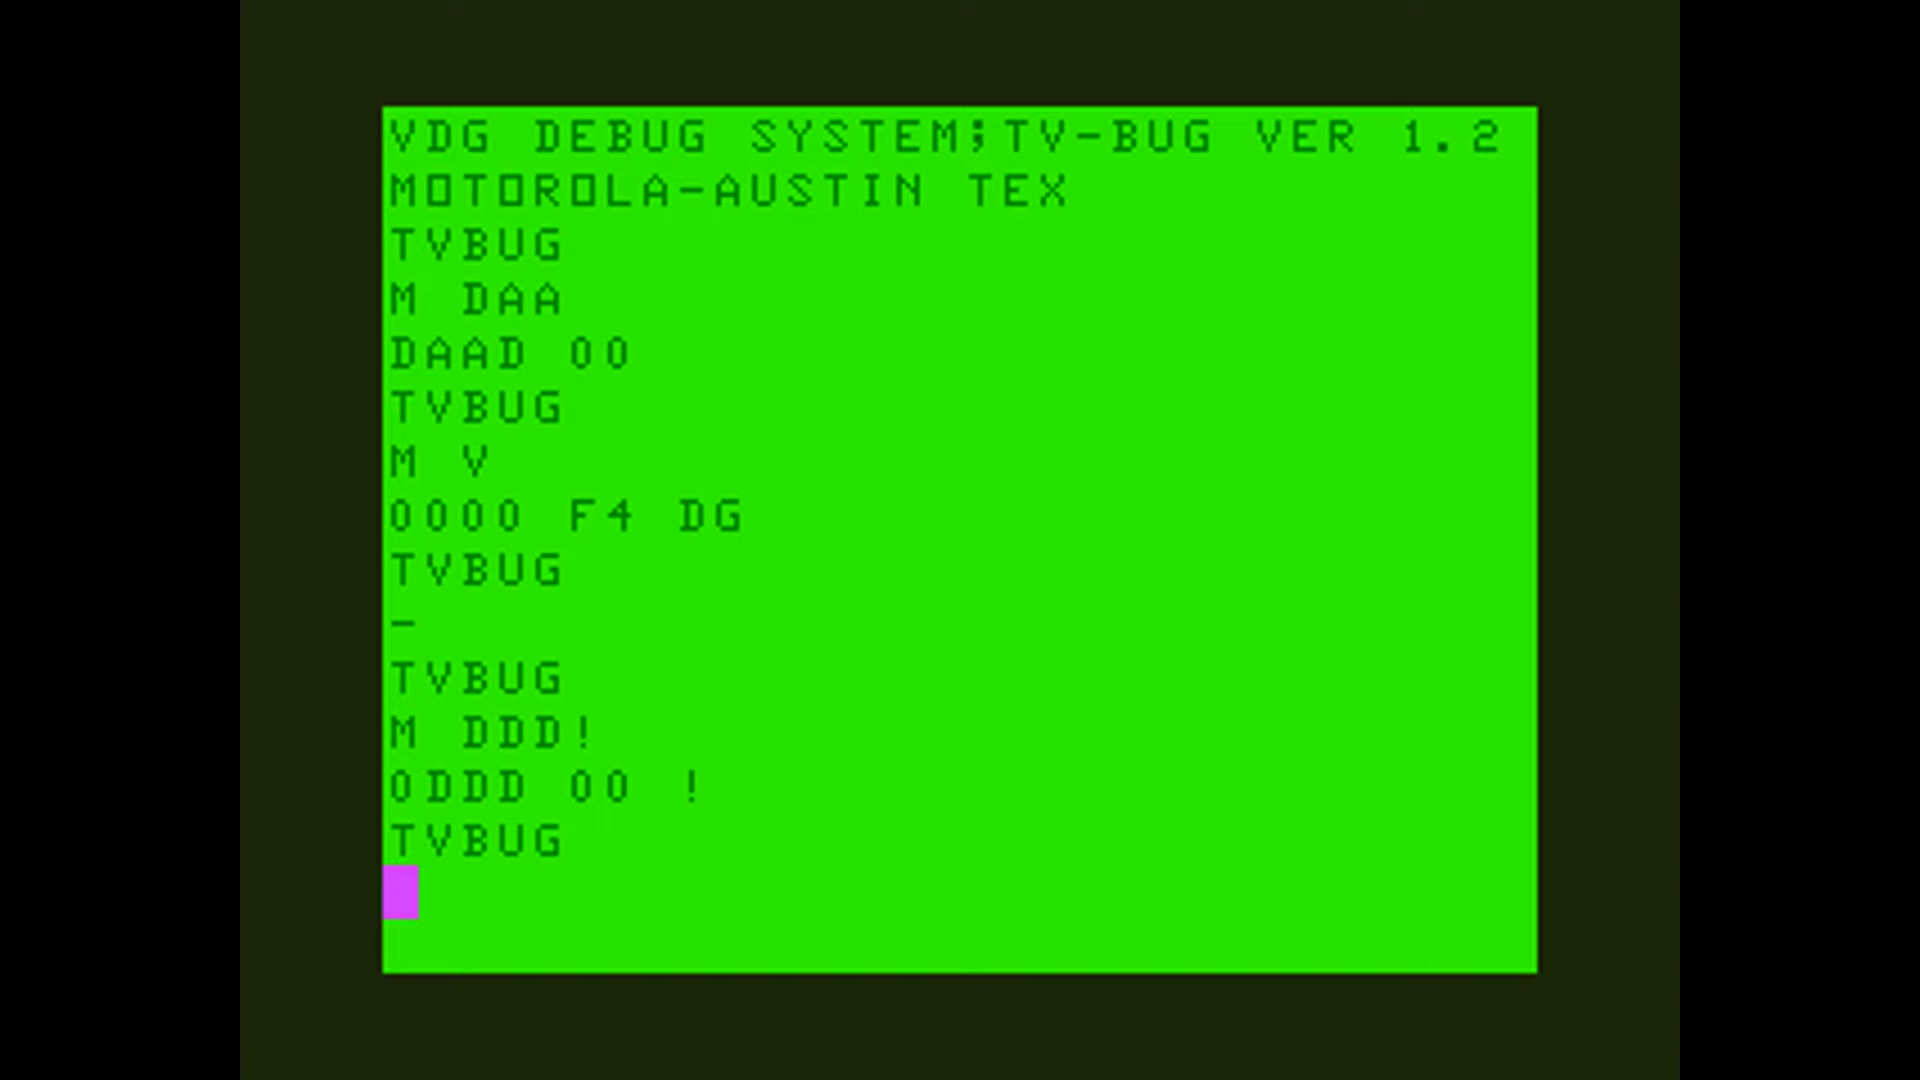 VDG DEBUG SYSTEM;TV-BUG VER 1.2
MOTOROLA-AUSTIN TEX
TVBUG
M DAA
DAAD 00
TVBUG
M V
0000 F4 DG
TVBUG
-
TVBUG
M DDD!
0DDD 00 !
TVBUG